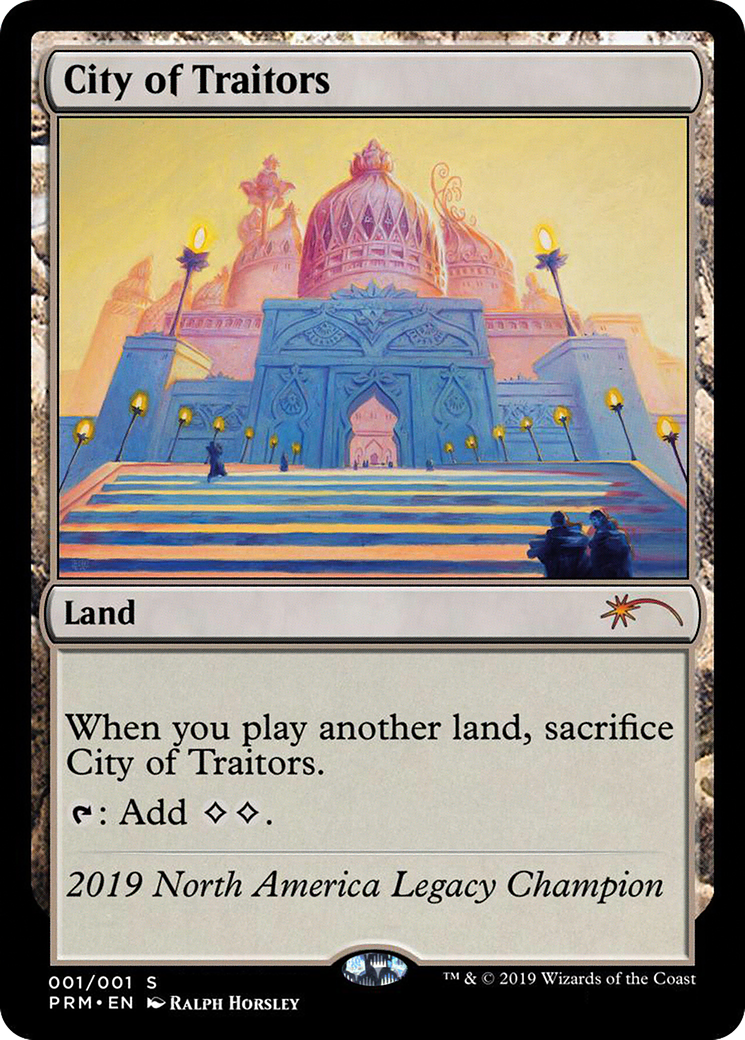 City of Traitors
Land
When you play another land, sacrifice
City of Traitors.
: Add .
2019 North America Legacy Champion
001/001 S
PRM•EN RALPH HORSLEY
™ & © 2019 Wizards of the Coast